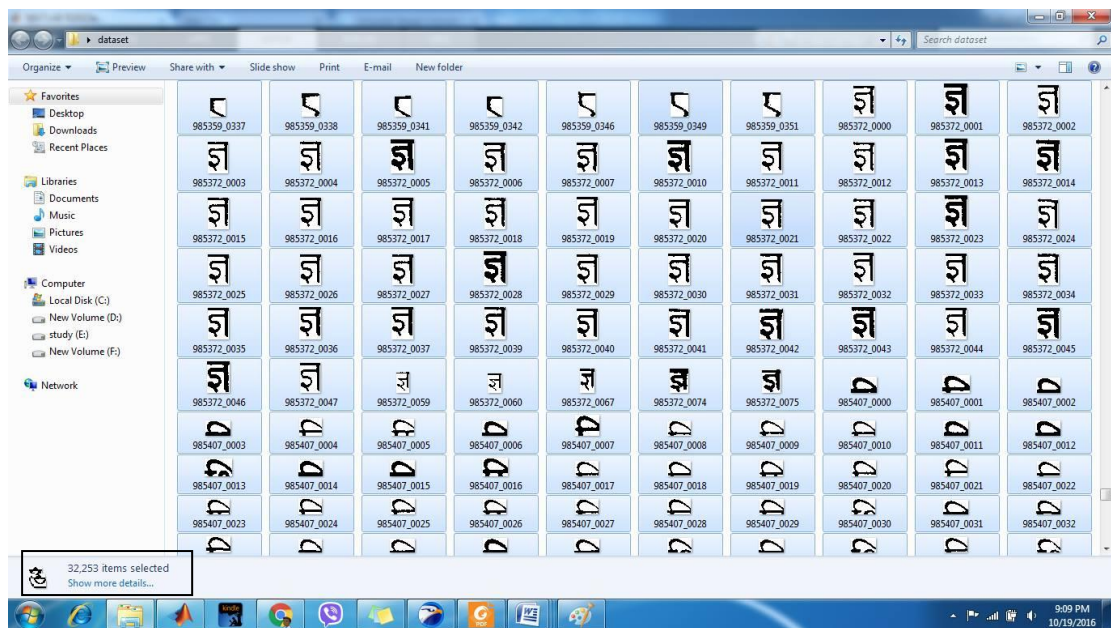 dataset
Search dataset
Organize Preview Share with Slide show Print E-mail New folder
Favorites
Desktop
Downloads
Recent Places
Libraries
Documents
Music
Pictures
Videos
Computer
Local Disk (C:)
New Volume (D:)
study (E:)
New Volume (F:)
Network
985359_0337 985359_0338 985359_0341 985359_0342 985359_0346 985359_0349 985359_0351 985372_0000 985372_0001 985372_0002
ज्ञ ज्ञ ज्ञ
985372_0003 985372_0004 985372_0005 985372_0006 985372_0007 985372_0010 985372_0011 985372_0012 985372_0013 985372_0014
ज्ञ ज्ञ ज्ञ ज्ञ ज्ञ ज्ञ ज्ञ ज्ञ ज्ञ ज्ञ
985372_0015 985372_0016 985372_0017 985372_0018 985372_0019 985372_0020 985372_0021 985372_0022 985372_0023 985372_0024
ज्ञ ज्ञ ज्ञ ज्ञ ज्ञ ज्ञ ज्ञ ज्ञ ज्ञ ज्ञ
985372_0025 985372_0026 985372_0027 985372_0028 985372_0029 985372_0030 985372_0031 985372_0032 985372_0033 985372_0034
ज्ञ ज्ञ ज्ञ ज्ञ ज्ञ ज्ञ ज्ञ ज्ञ ज्ञ ज्ञ
985372_0035 985372_0036 985372_0037 985372_0039 985372_0040 985372_0041 985372_0042 985372_0043 985372_0044 985372_0045
ज्ञ ज्ञ ज्ञ ज्ञ ज्ञ ज्ञ ज्ञ ज्ञ ज्ञ ज्ञ
985372_0046 985372_0047 985372_0059 985372_0060 985372_0067 985372_0074 985372_0075 985407_0000 985407_0001 985407_0002
ज्ञ ज्ञ ज्ञ ज्ञ ज्ञ ज्ञ ज्ञ
985407_0003 985407_0004 985407_0005 985407_0006 985407_0007 985407_0008 985407_0009 985407_0010 985407_0011 985407_0012
985407_0013 985407_0014 985407_0015 985407_0016 985407_0017 985407_0018 985407_0019 985407_0020 985407_0021 985407_0022
985407_0023 985407_0024 985407_0025 985407_0026 985407_0027 985407_0028 985407_0029 985407_0030 985407_0031 985407_0032
32,253 items selected
Show more details...
kindle
9:09 PM
10/19/2016